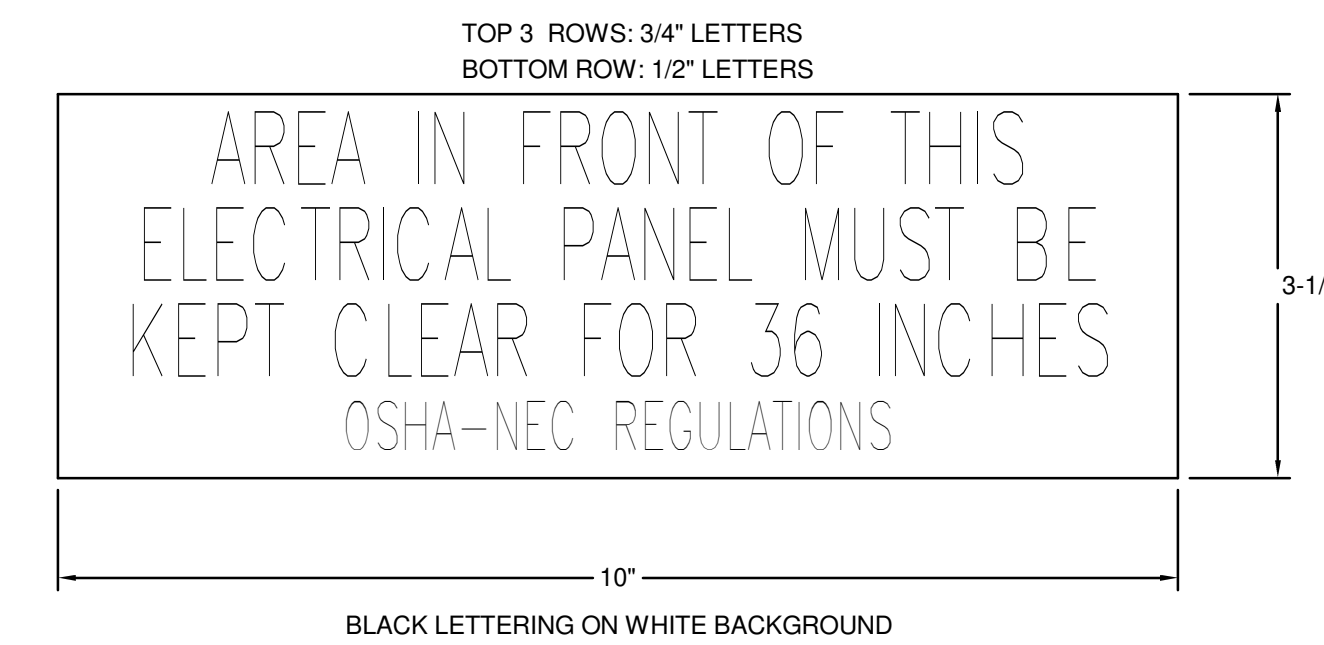 TOP 3 ROWS: 3/4" LETTERS
BOTTOM ROW: 1/2" LETTERS
AREA IN FRONT OF THIS
ELECTRICAL PANEL MUST BE
KEPT CLEAR FOR 36 INCHES
OSHA-NEC REGULATIONS
3-1/
10"
BLACK LETTERING ON WHITE BACKGROUND